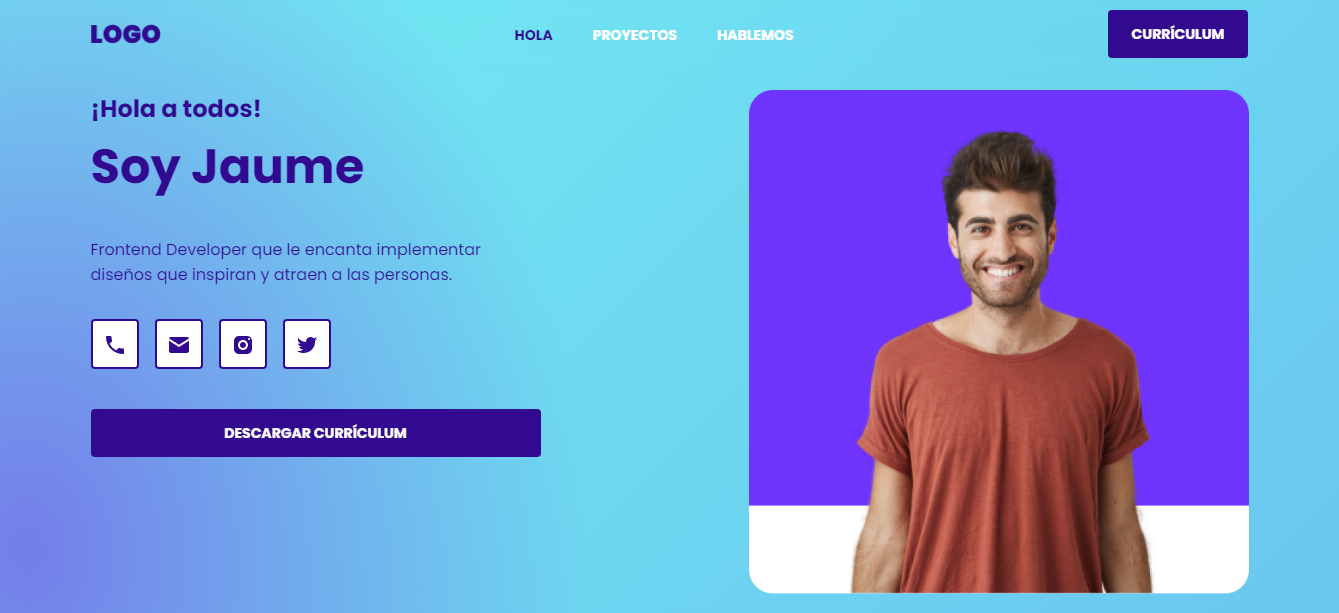 LOGO
HOLA
PROYECTOS
HABLEMOS
CURRÍCULUM
¡Hola a todos!
Soy Jaume
Frontend Developer que le encanta implementar
diseños que inspiran y atraen a las personas.
DESCARGAR CURRÍCULUM